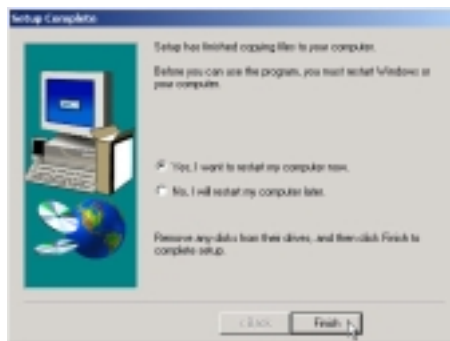 Setup Complete
Setup has finished copying files to your computer.
Before you can use the program, you must restart Windows or
your computer.
Yes, I want to restart my computer now.
No, I will restart my computer later.
Remove any disks from their drives, and then click Finish to
complete setup.
< Back
Finish